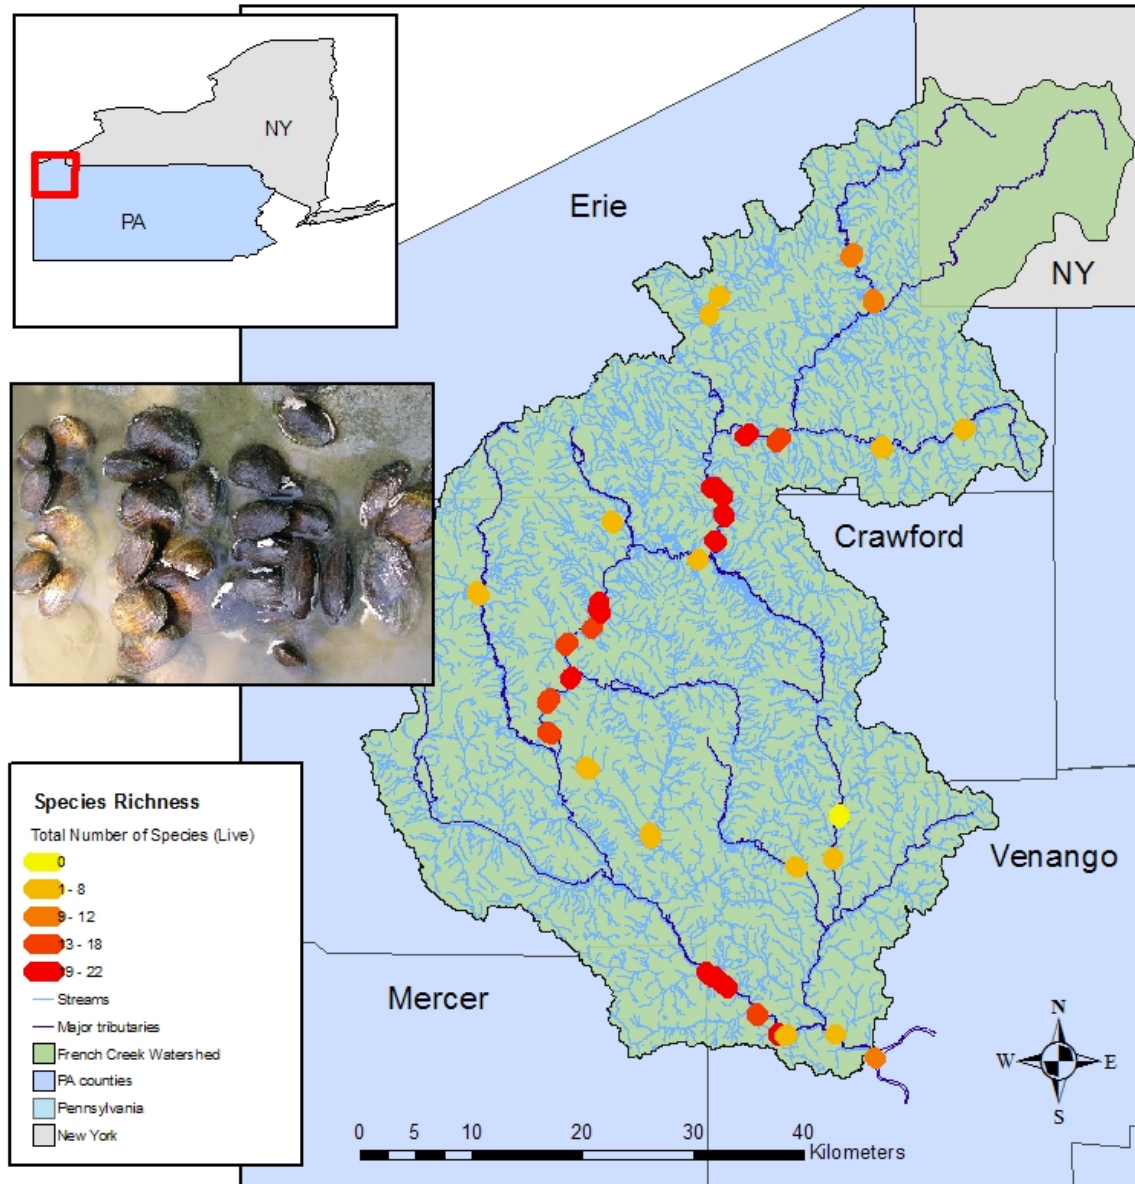 NY
PA
Erie
NY
Crawford
Venango
Mercer
Species Richness
Total Number of Species (Live)
0
1 - 8
9 - 12
13 - 18
19 - 22
Streams
Major tributaries
French Creek Watershed
PA counties
Pennsylvania
New York
N
W E
S
0 5 10 20 30 40
Kilometers